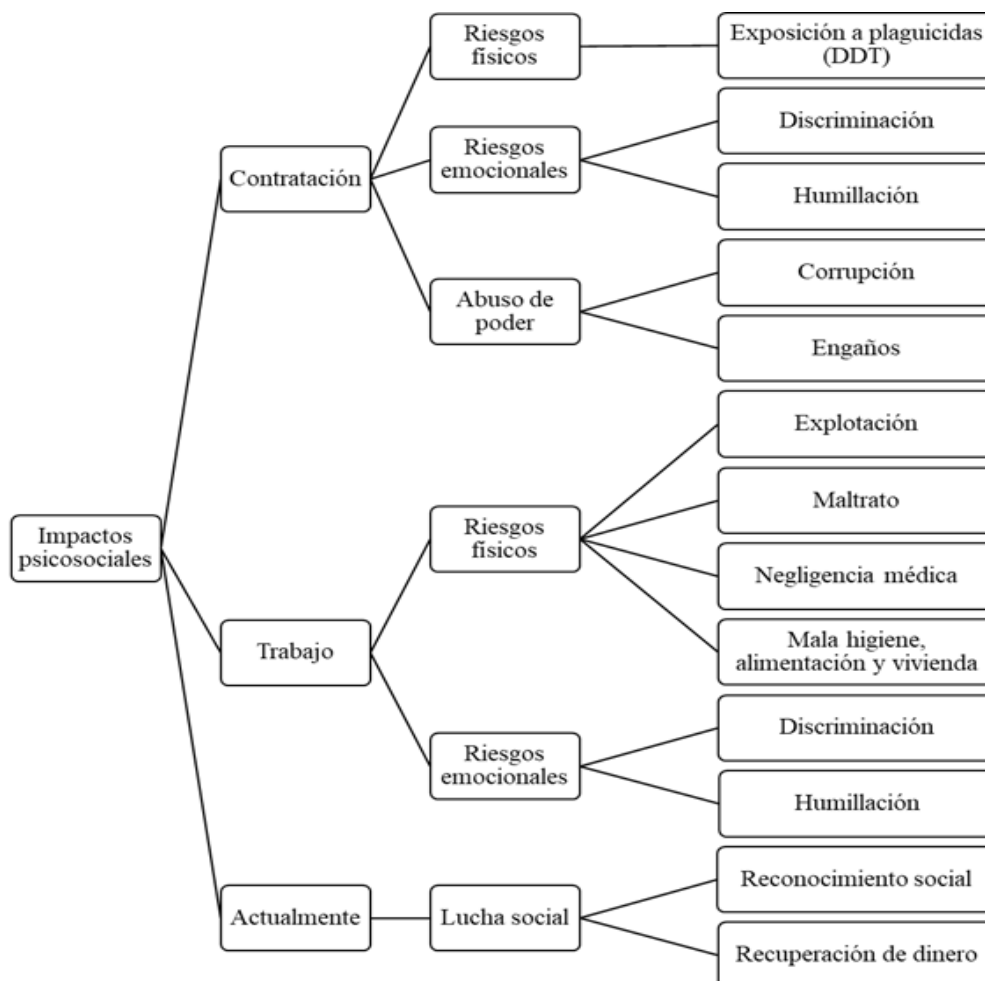 Riesgos
físicos
Exposición a plaguicidas
(DDT)
Discriminación
Riesgos
emocionales
Contratación
Humillación
Corrupción
Abuso de
poder
Engaños
Explotación
Maltrato
Riesgos
físicos
Impactos
psicosociales
Negligencia médica
Trabajo
Mala higiene,
alimentación y vivienda
Discriminación
Riesgos
emocionales
Humillación
Reconocimiento social
Actualmente
Lucha social
Recuperación de dinero